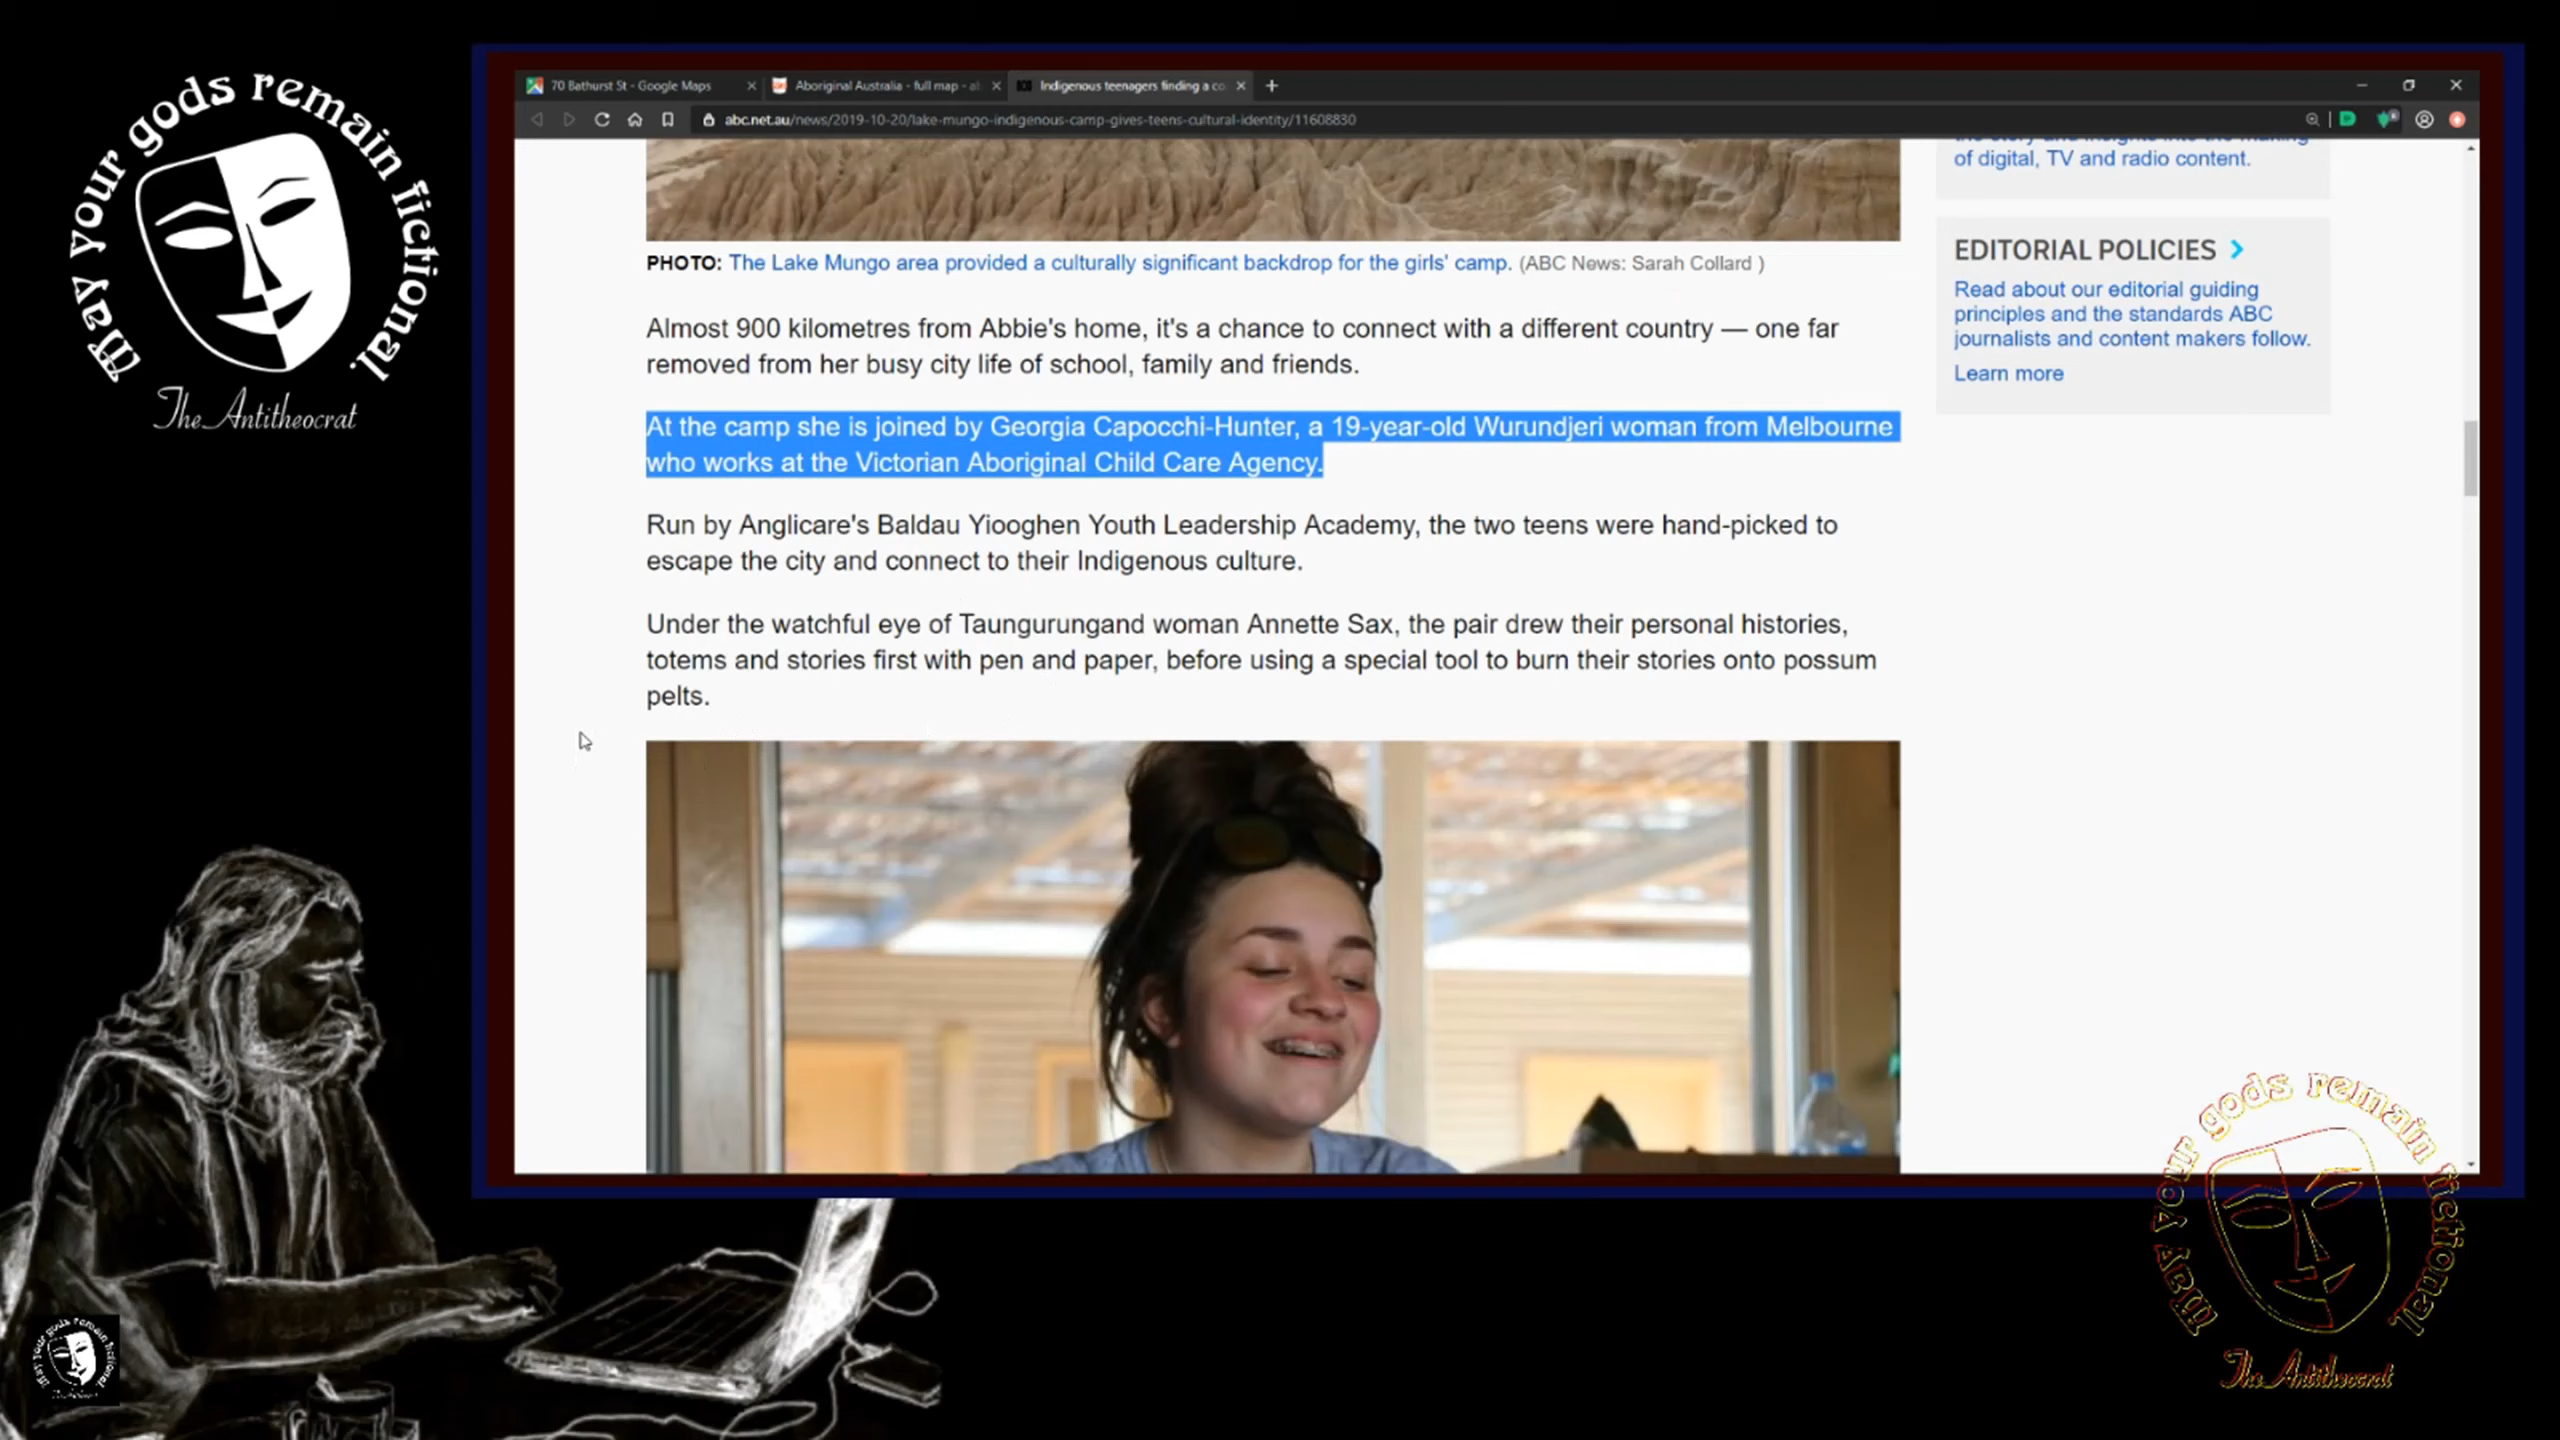 May your gods remain fictional
The Antitheocrat
70 Bathurst St - Google Maps
Aboriginal Australia - full map - ai
Indigenous teenagers finding a co
abc.net.au/news/2019-10-20/lake-mungo-indigenous-camp-gives-teens-cultural-identity/11608830
of digital, TV and radio content.
EDITORIAL POLICIES
Read about our editorial guiding
principles and the standards ABC
journalists and content makers follow.
Learn more
PHOTO: The Lake Mungo area provided a culturally significant backdrop for the girls' camp. (ABC News: Sarah Collard )
Almost 900 kilometres from Abbie's home, it's a chance to connect with a different country — one far
removed from her busy city life of school, family and friends.
At the camp she is joined by Georgia Capocchi-Hunter, a 19-year-old Wurundjeri woman from Melbourne
who works at the Victorian Aboriginal Child Care Agency.
Run by Anglicare's Baldau Yiooghen Youth Leadership Academy, the two teens were hand-picked to
escape the city and connect to their Indigenous culture.
Under the watchful eye of Taungurungand woman Annette Sax, the pair drew their personal histories,
totems and stories first with pen and paper, before using a special tool to burn their stories onto possum
pelts.
May your gods remain fictional
The Antitheocrat
May your gods remain fictional
The Antitheocrat